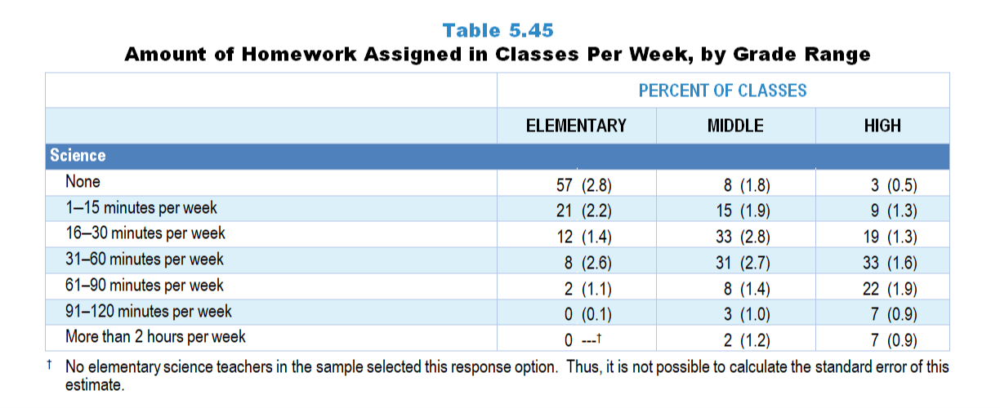 Table 5.45
Amount of Homework Assigned in Classes Per Week, by Grade Range
PERCENT OF CLASSES
ELEMENTARY MIDDLE HIGH
Science
None 57 (2.8) 8 (1.8) 3 (0.5)
1–15 minutes per week 21 (2.2) 15 (1.9) 9 (1.3)
16–30 minutes per week 12 (1.4) 33 (2.8) 19 (1.3)
31–60 minutes per week 8 (2.6) 31 (2.7) 33 (1.6)
61–90 minutes per week 2 (1.1) 8 (1.4) 22 (1.9)
91–120 minutes per week 0 (0.1) 3 (1.0) 7 (0.9)
More than 2 hours per week 0 ---† 2 (1.2) 7 (0.9)
† No elementary science teachers in the sample selected this response option. Thus, it is not possible to calculate the standard error of this
estimate.